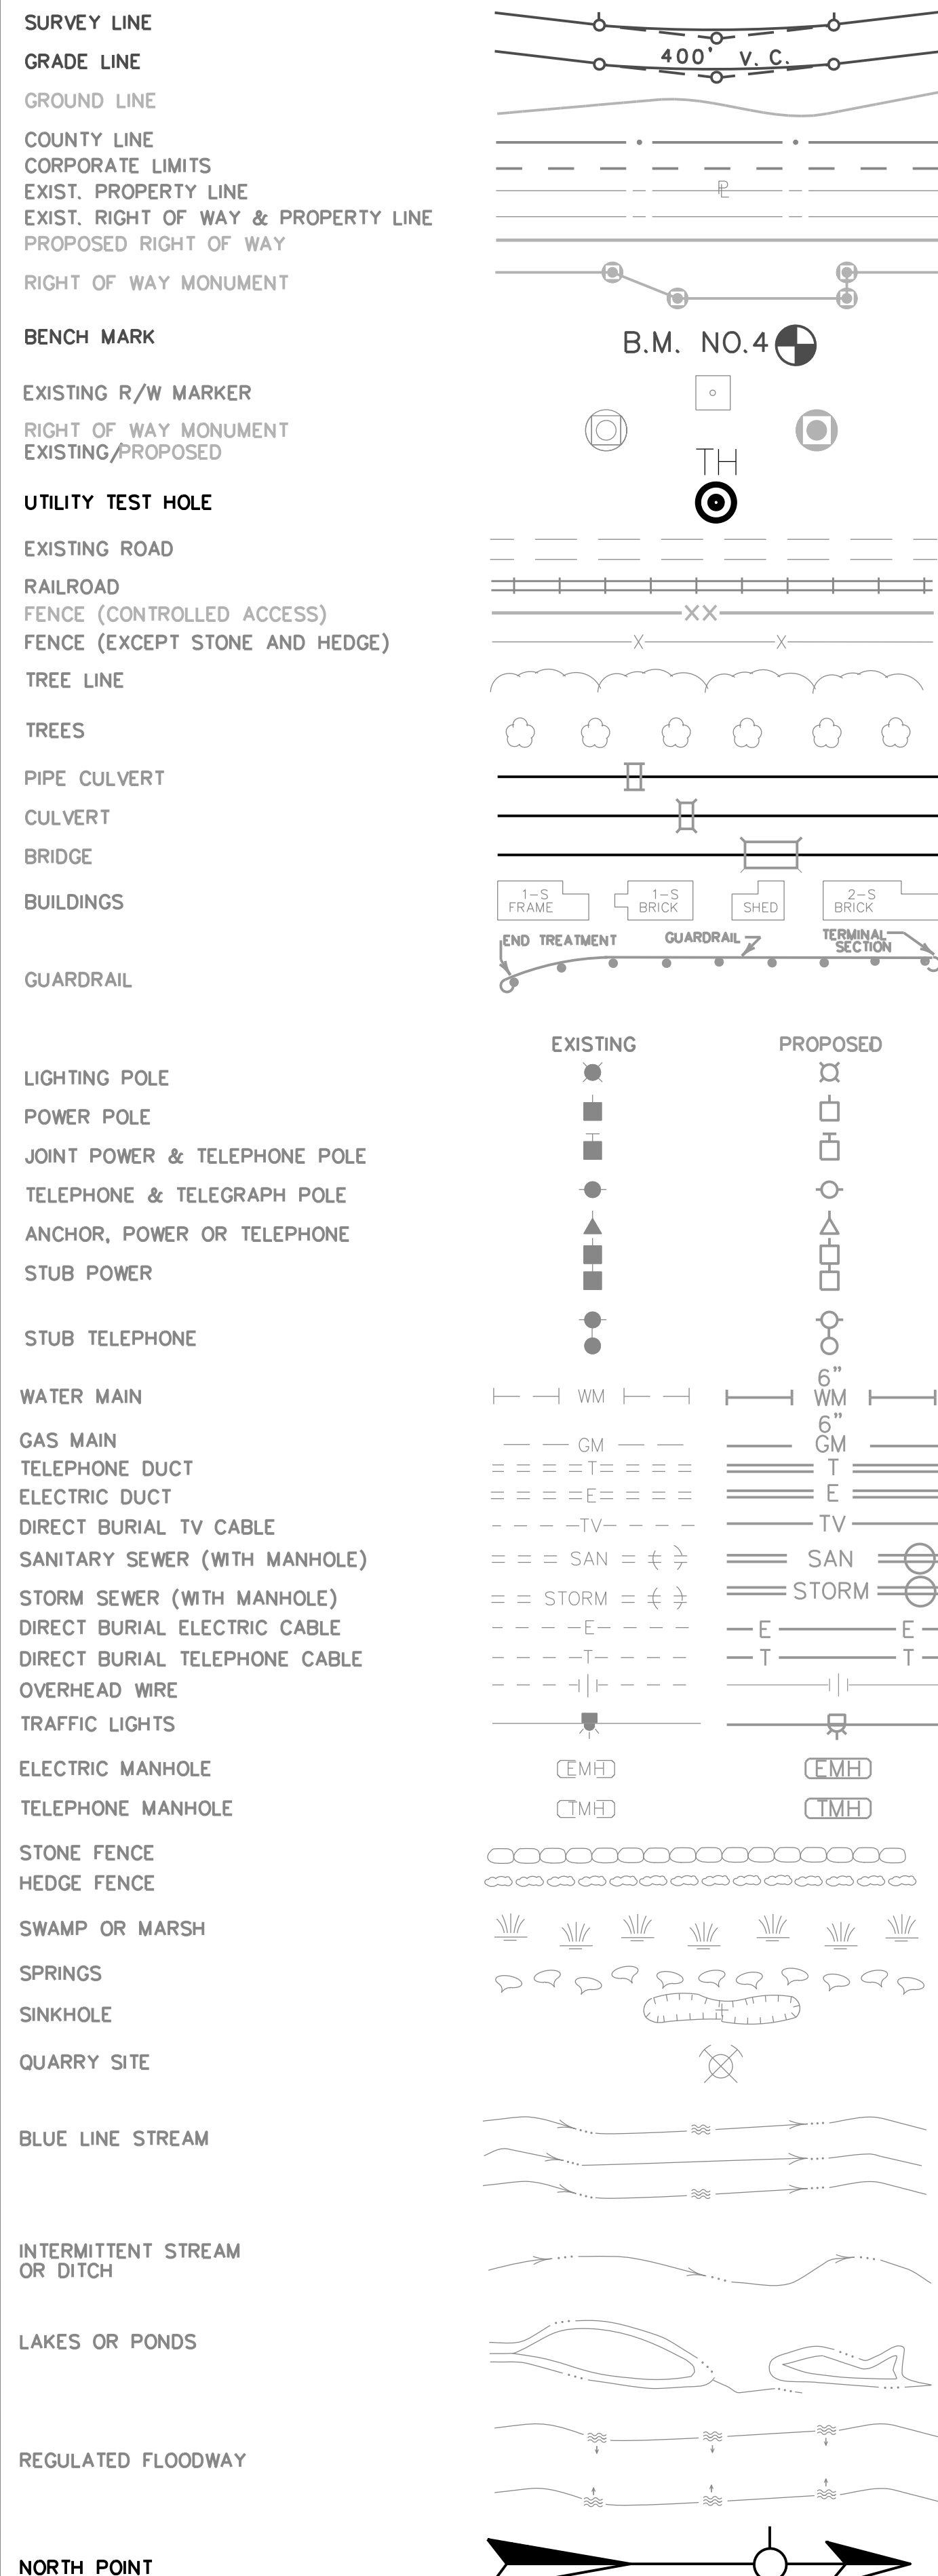 SURVEY LINE
GRADE LINE
400' V.C.
GROUND LINE
COUNTY LINE
CORPORATE LIMITS
EXIST. PROPERTY LINE
PL
EXIST. RIGHT OF WAY & PROPERTY LINE
PROPOSED RIGHT OF WAY
RIGHT OF WAY MONUMENT
BENCH MARK
B.M. NO.4
EXISTING R/W MARKER
RIGHT OF WAY MONUMENT
EXISTING/PROPOSED
TH
UTILITY TEST HOLE
EXISTING ROAD
RAILROAD
FENCE (CONTROLLED ACCESS)
FENCE (EXCEPT STONE AND HEDGE)
TREE LINE
TREES
PIPE CULVERT
CULVERT
BRIDGE
BUILDINGS
1-S FRAME
1-S BRICK
SHED
2-S BRICK
END TREATMENT
GUARDRAIL
TERMINAL SECTION
GUARDRAIL
EXISTING PROPOSED
LIGHTING POLE
POWER POLE
JOINT POWER & TELEPHONE POLE
TELEPHONE & TELEGRAPH POLE
ANCHOR, POWER OR TELEPHONE
STUB POWER
STUB TELEPHONE
6"
WATER MAIN WM WM
6"
GAS MAIN GM GM
TELEPHONE DUCT T T
ELECTRIC DUCT E E
DIRECT BURIAL TV CABLE TV TV
SANITARY SEWER (WITH MANHOLE) SAN SAN
STORM SEWER (WITH MANHOLE) STORM STORM
DIRECT BURIAL ELECTRIC CABLE E E E
DIRECT BURIAL TELEPHONE CABLE T T T
OVERHEAD WIRE
TRAFFIC LIGHTS
ELECTRIC MANHOLE EMH EMH
TELEPHONE MANHOLE TMH TMH
STONE FENCE
HEDGE FENCE
SWAMP OR MARSH
SPRINGS
SINKHOLE
QUARRY SITE
BLUE LINE STREAM
INTERMITTENT STREAM
OR DITCH
LAKES OR PONDS
REGULATED FLOODWAY
NORTH POINT